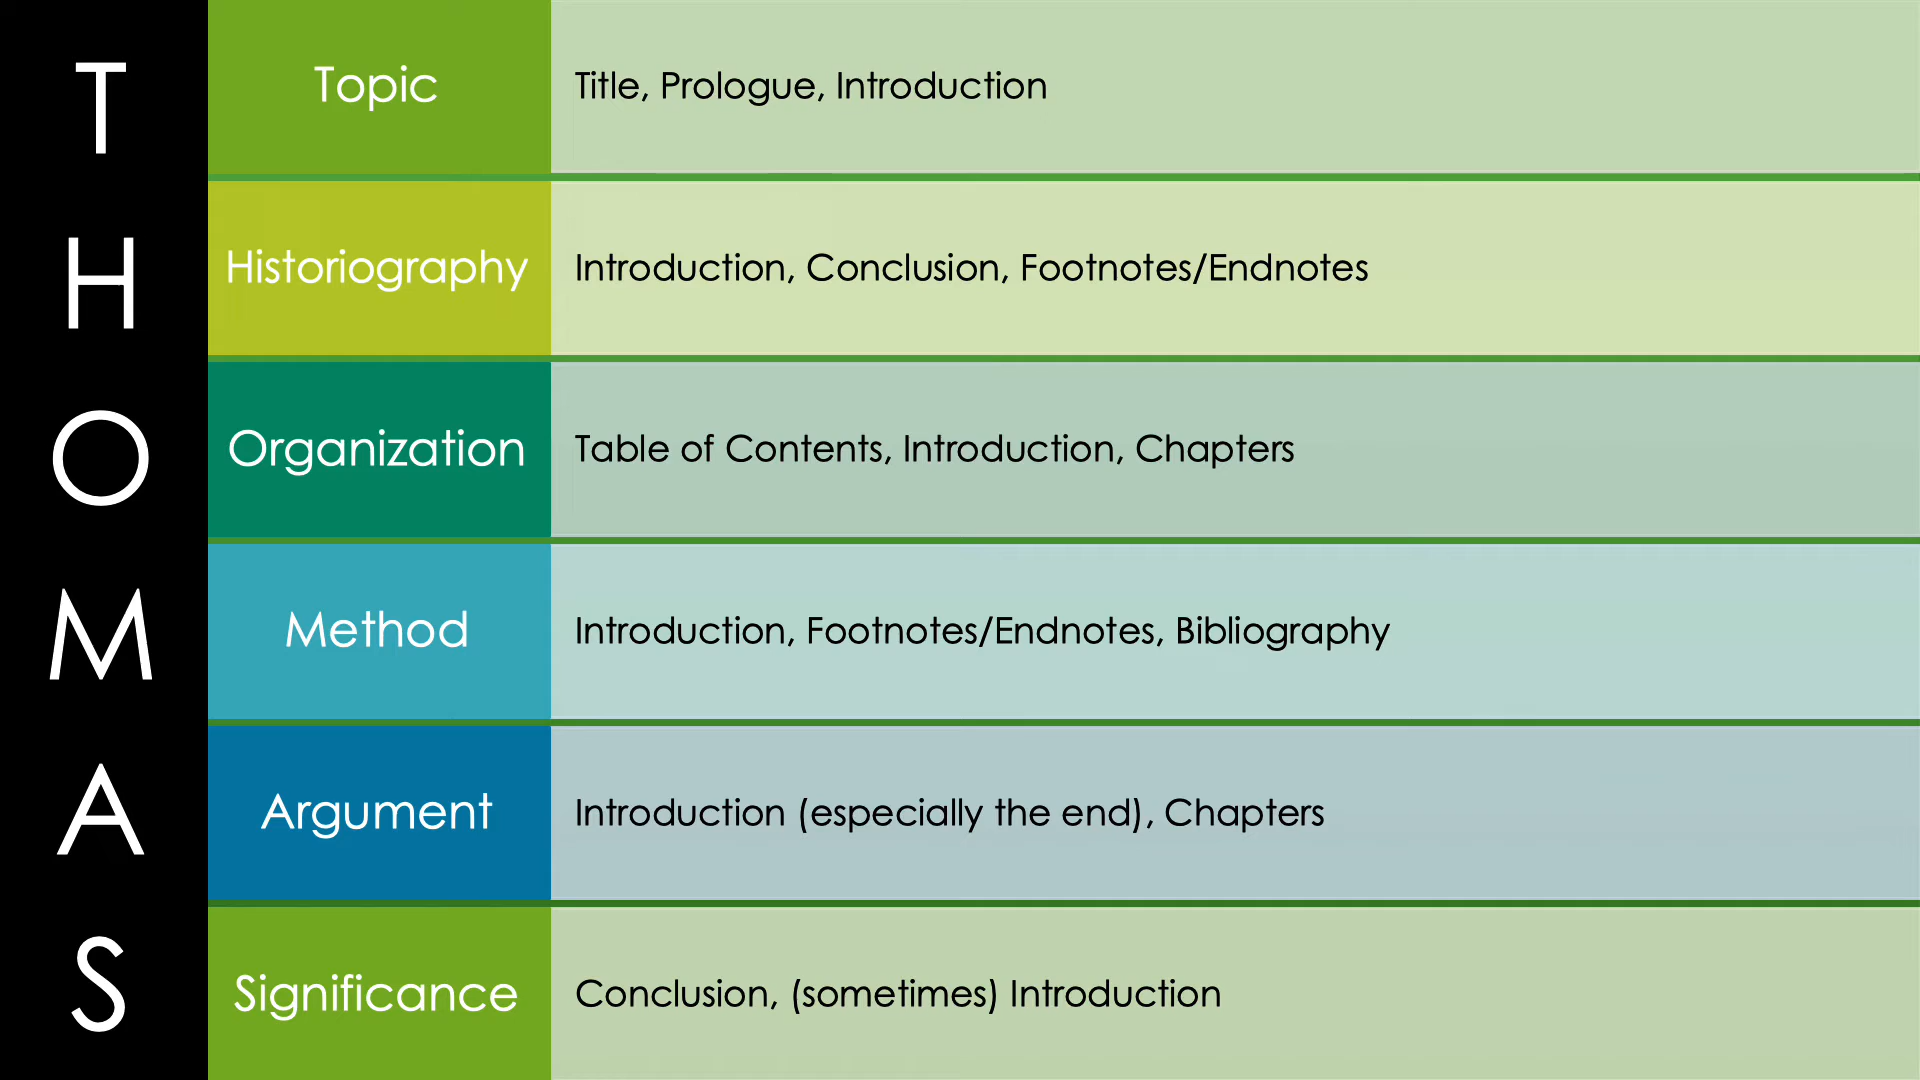 T
H
O
M
A
S
Topic
Title, Prologue, Introduction
Historiography
Introduction, Conclusion, Footnotes/Endnotes
Organization
Table of Contents, Introduction, Chapters
Method
Introduction, Footnotes/Endnotes, Bibliography
Argument
Introduction (especially the end), Chapters
Significance
Conclusion, (sometimes) Introduction